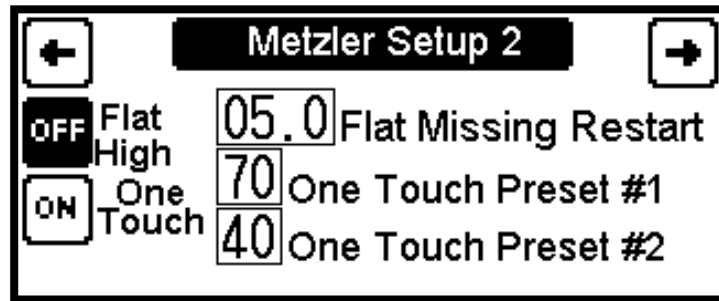 Metzler Setup 2
OFF Flat High 05.0 Flat Missing Restart
ON One Touch 70 One Touch Preset #1
40 One Touch Preset #2